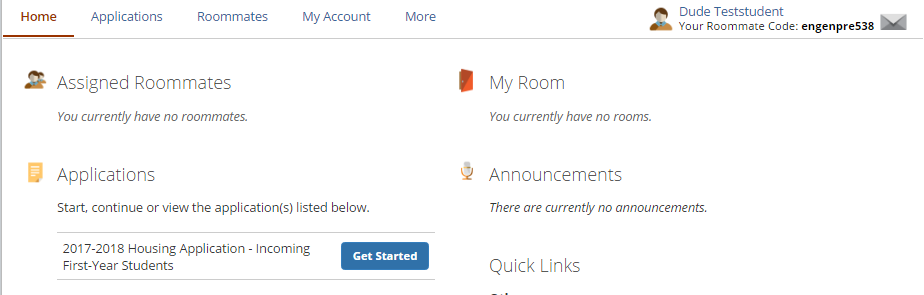 Home Applications Roommates My Account More
Dude Teststudent
Your Roommate Code: engenpre538
Assigned Roommates
You currently have no roommates.
My Room
You currently have no rooms.
Applications
Start, continue or view the application(s) listed below.
2017-2018 Housing Application - Incoming
First-Year Students
Get Started
Announcements
There are currently no announcements.
Quick Links